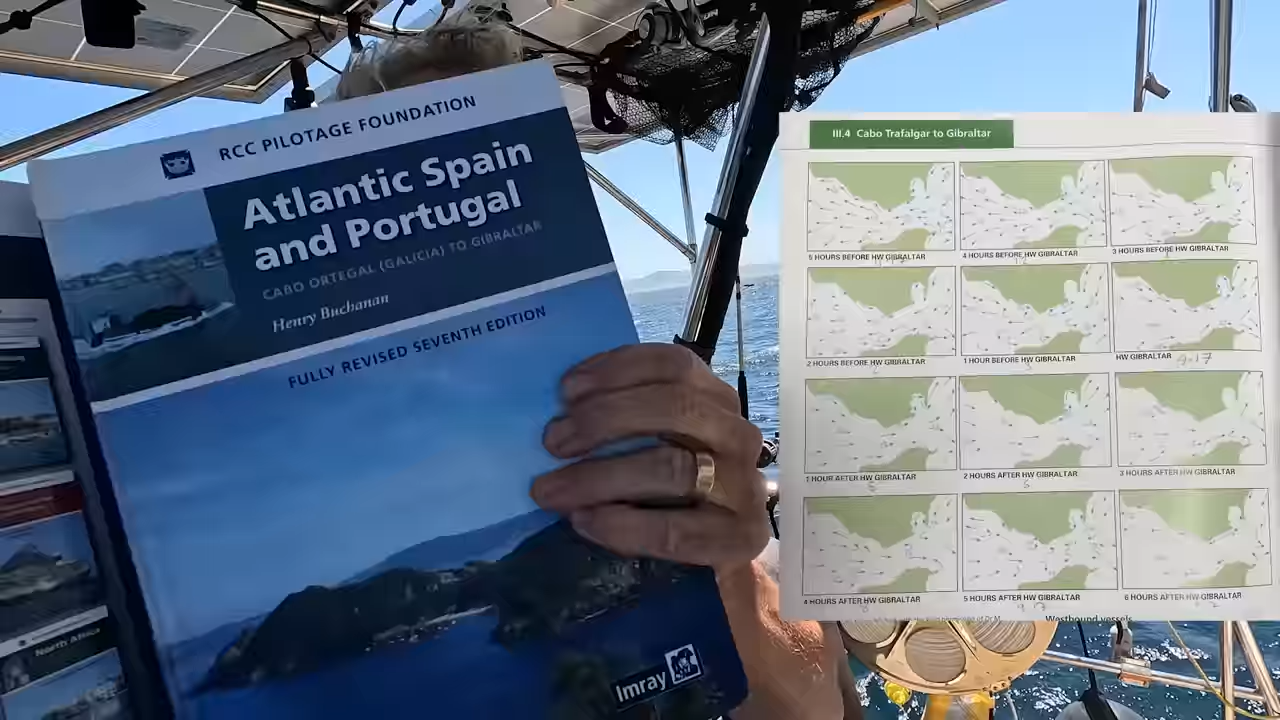 RCC PILOTAGE FOUNDATION
Atlantic Spain
and Portugal
CABO ORTEGAL (GALICIA) TO GIBRALTAR
Henry Buchanan
FULLY REVISED SEVENTH EDITION
Imray
North Africa
III.4 Cabo Trafalgar to Gibraltar
5 HOURS BEFORE HW GIBRALTAR
4 HOURS BEFORE HW GIBRALTAR
3 HOURS BEFORE HW GIBRALTAR
2 HOURS BEFORE HW GIBRALTAR
1 HOUR BEFORE HW GIBRALTAR
HW GIBRALTAR
1 HOUR AFTER HW GIBRALTAR
2 HOURS AFTER HW GIBRALTAR
3 HOURS AFTER HW GIBRALTAR
4 HOURS AFTER HW GIBRALTAR
5 HOURS AFTER HW GIBRALTAR
6 HOURS AFTER HW GIBRALTAR
Westbound vessels